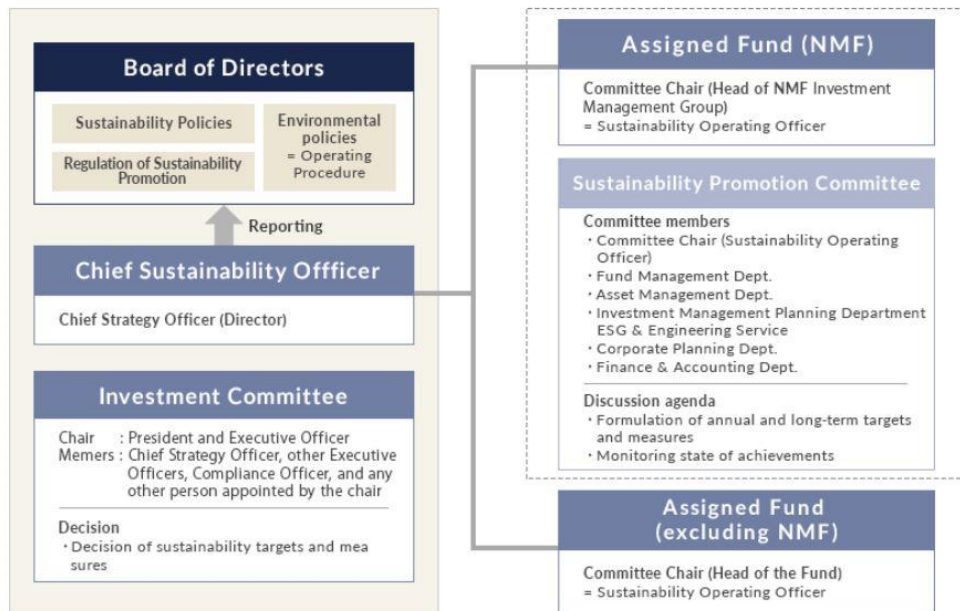 Board of Directors
Sustainability Policies
Regulation of Sustainability
Promotion
Environmental
policies
= Operating
Procedure
Reporting
Chief Sustainability Offficer
Chief Strategy Officer (Director)
Investment Committee
Chair : President and Executive Officer
Memers : Chief Strategy Officer, other Executive
Officers, Compliance Officer, and any
other person appointed by the chair
Decision
・Decision of sustainability targets and mea
sures
Assigned Fund (NMF)
Committee Chair (Head of NMF Investment
Management Group)
= Sustainability Operating Officer
Sustainability Promotion Committee
Committee members
・Committee Chair (Sustainability Operating
Officer)
・Fund Management Dept.
・Asset Management Dept.
・Investment Management Planning Department
ESG & Engineering Service
・Corporate Planning Dept.
・Finance & Accounting Dept.
Discussion agenda
・Formulation of annual and long-term targets
and measures
・Monitoring state of achievements
Assigned Fund
(excluding NMF)
Committee Chair (Head of the Fund)
= Sustainability Operating Officer